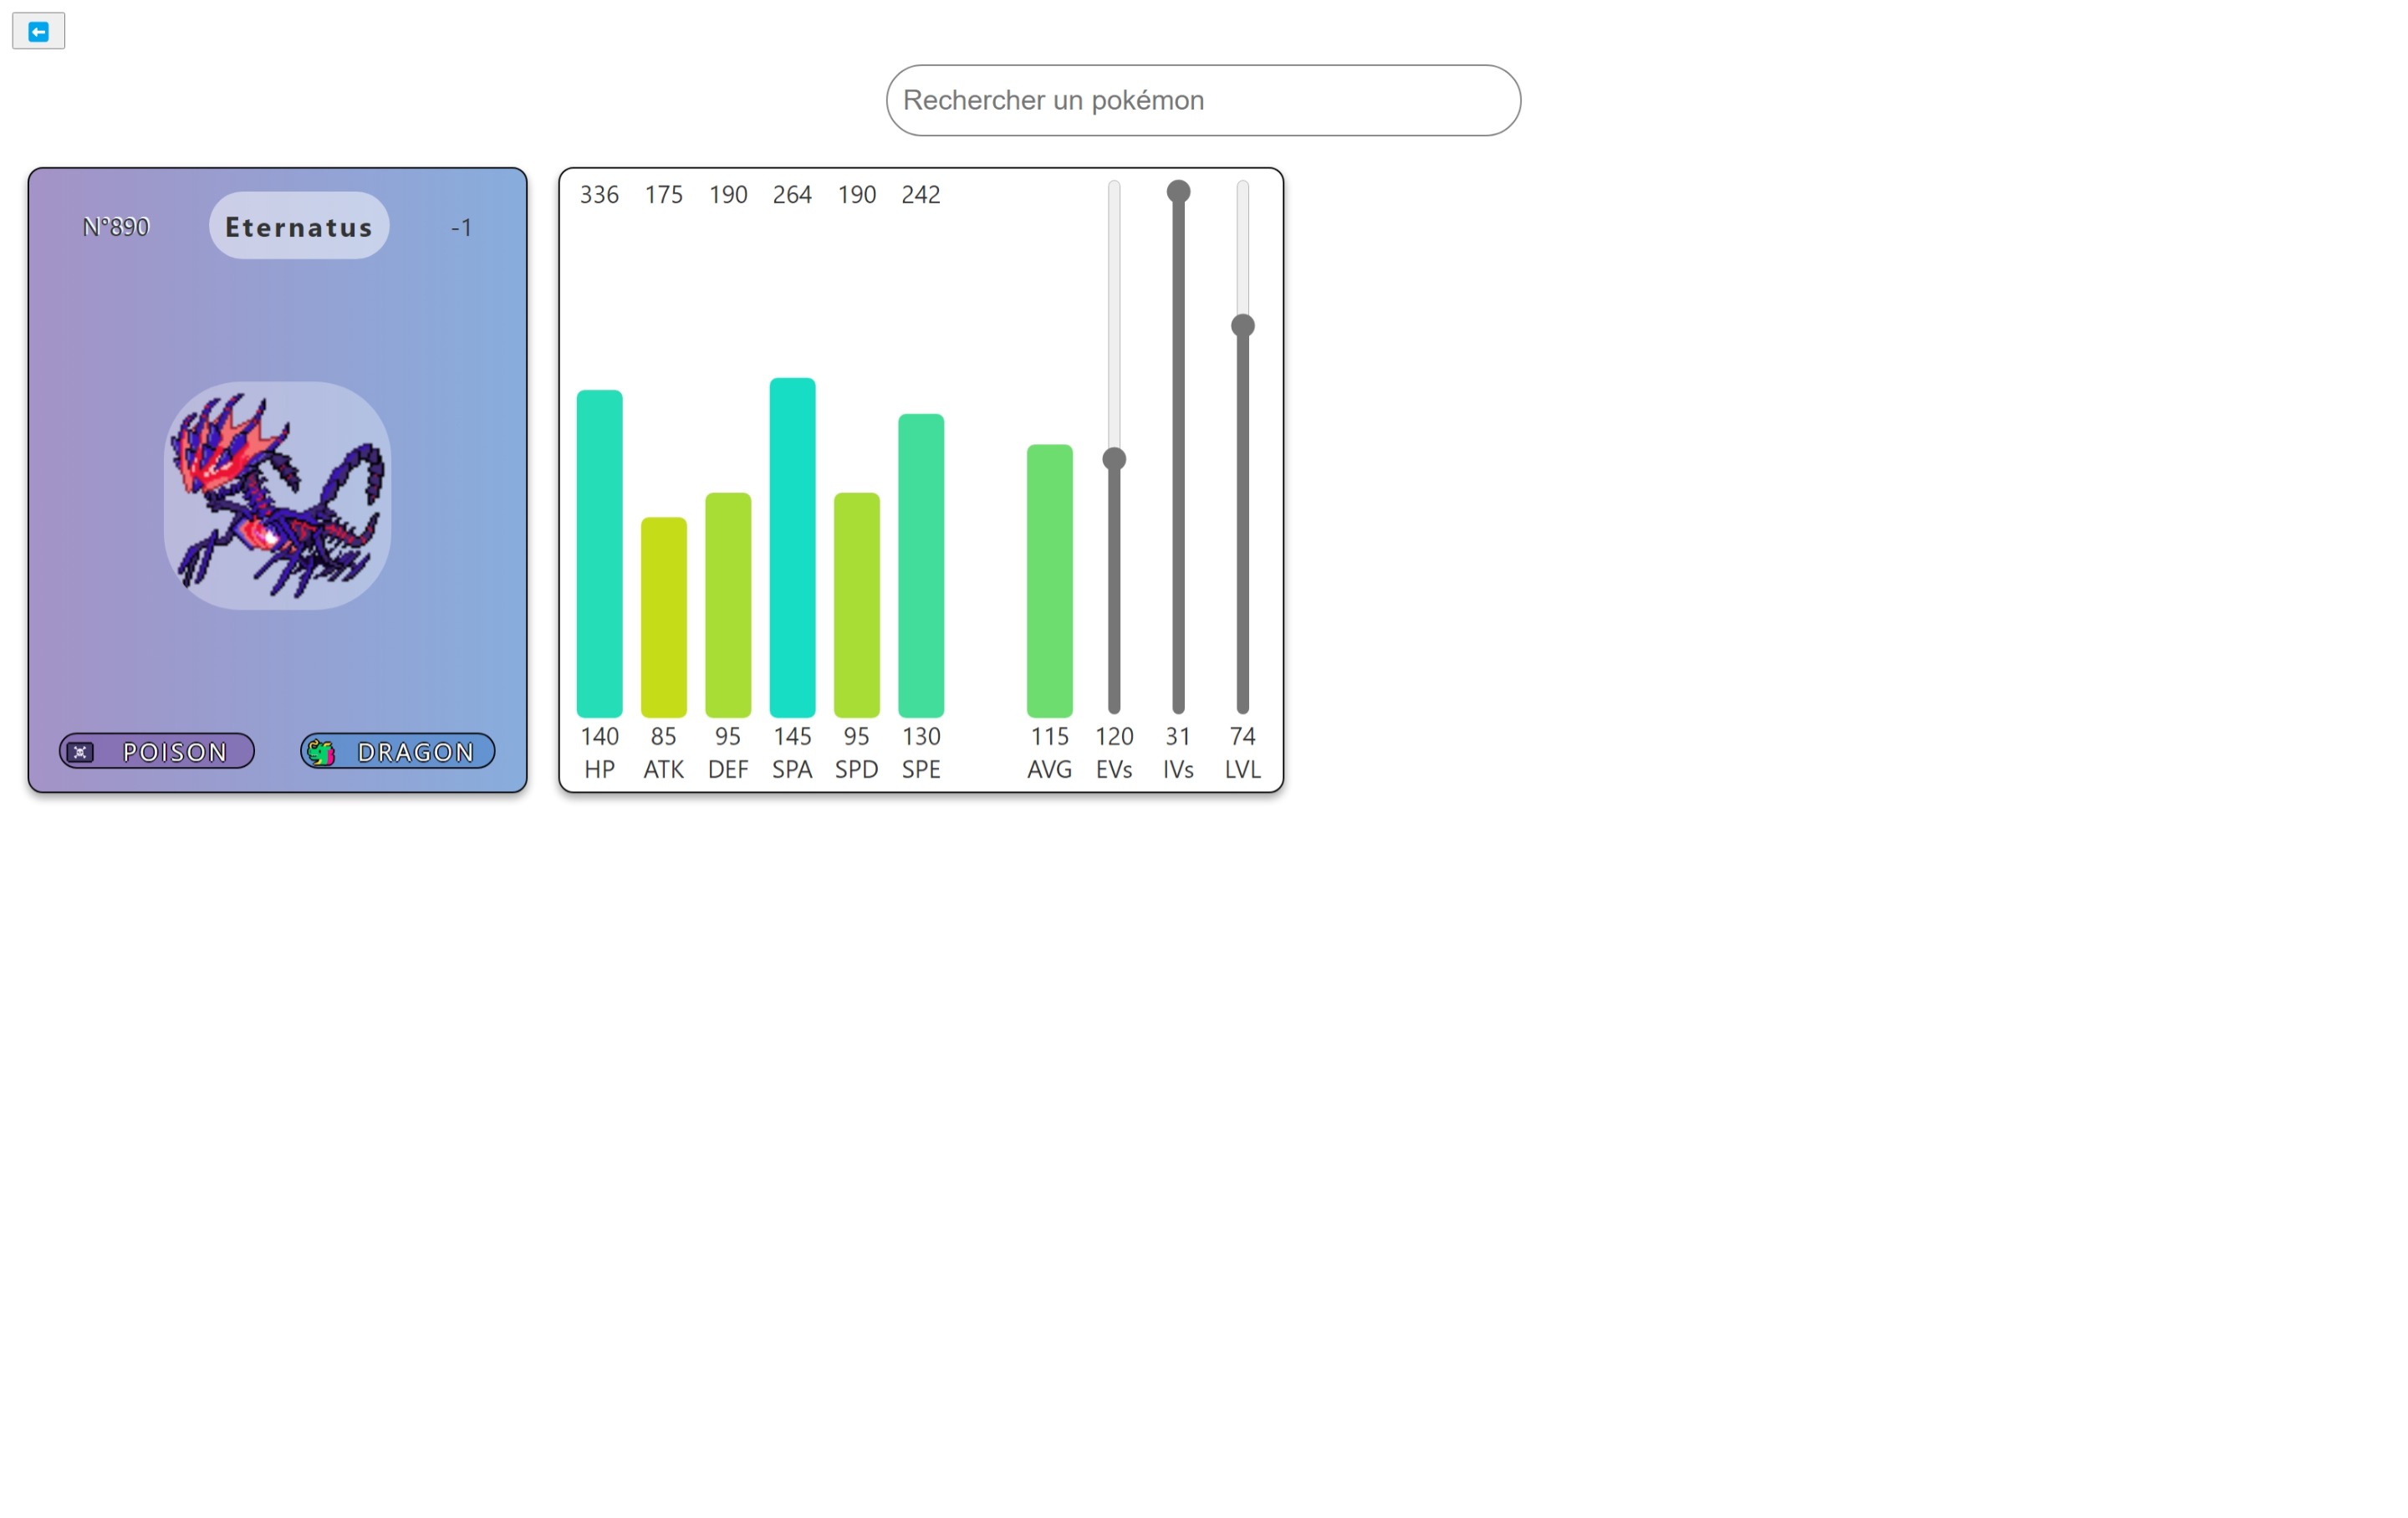 Rechercher un pokémon
N°890 Eternatus -1
POISON DRAGON
336 175 190 264 190 242
140 85 95 145 95 130 115 120 31 74
HP ATK DEF SPA SPD SPE AVG EVs IVs LVL